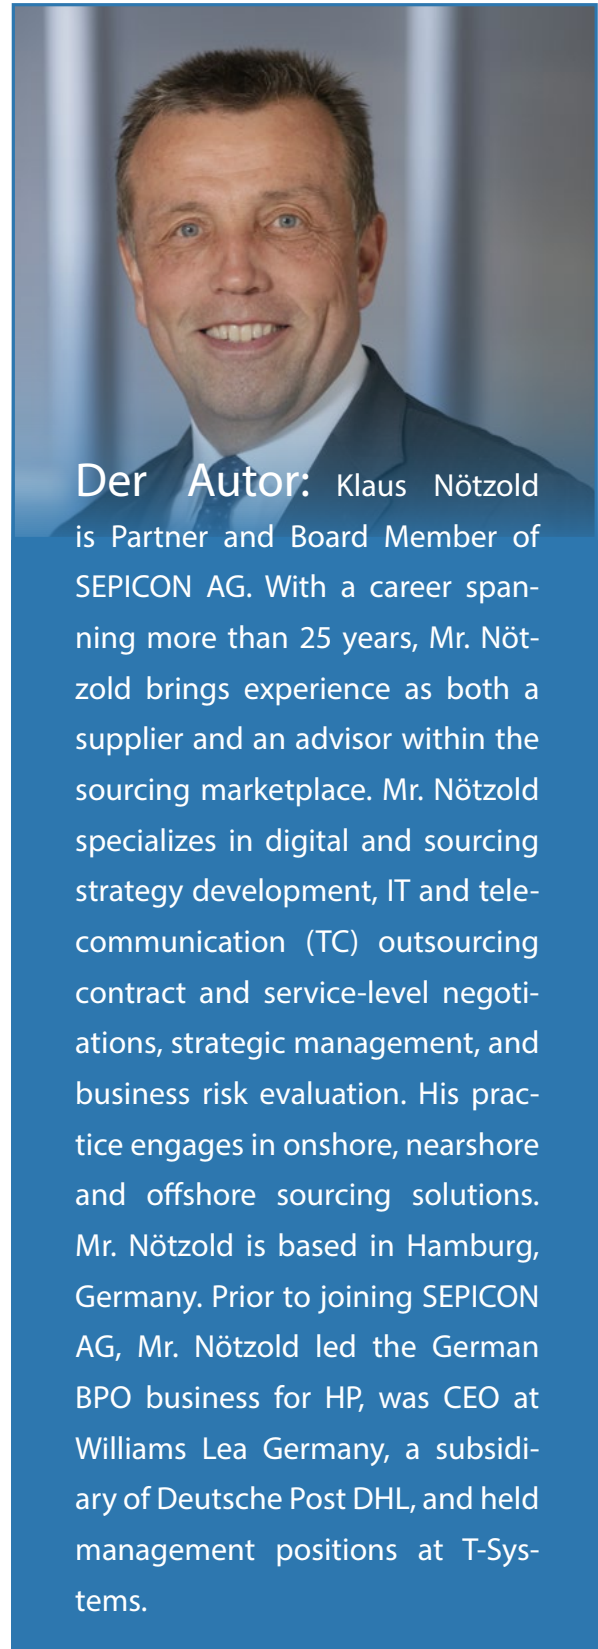 Der Autor: Klaus Nötzold
is Partner and Board Member of
SEPICON AG. With a career span-
ning more than 25 years, Mr. Nöt-
zold brings experience as both a
supplier and an advisor within the
sourcing marketplace. Mr. Nötzold
specializes in digital and sourcing
strategy development, IT and tele-
communication (TC) outsourcing
contract and service-level negoti-
ations, strategic management, and
business risk evaluation. His prac-
tice engages in onshore, nearshore
and offshore sourcing solutions.
Mr. Nötzold is based in Hamburg,
Germany. Prior to joining SEPICON
AG, Mr. Nötzold led the German
BPO business for HP, was CEO at
Williams Lea Germany, a subsidi-
ary of Deutsche Post DHL, and held
management positions at T-Sys-
tems.